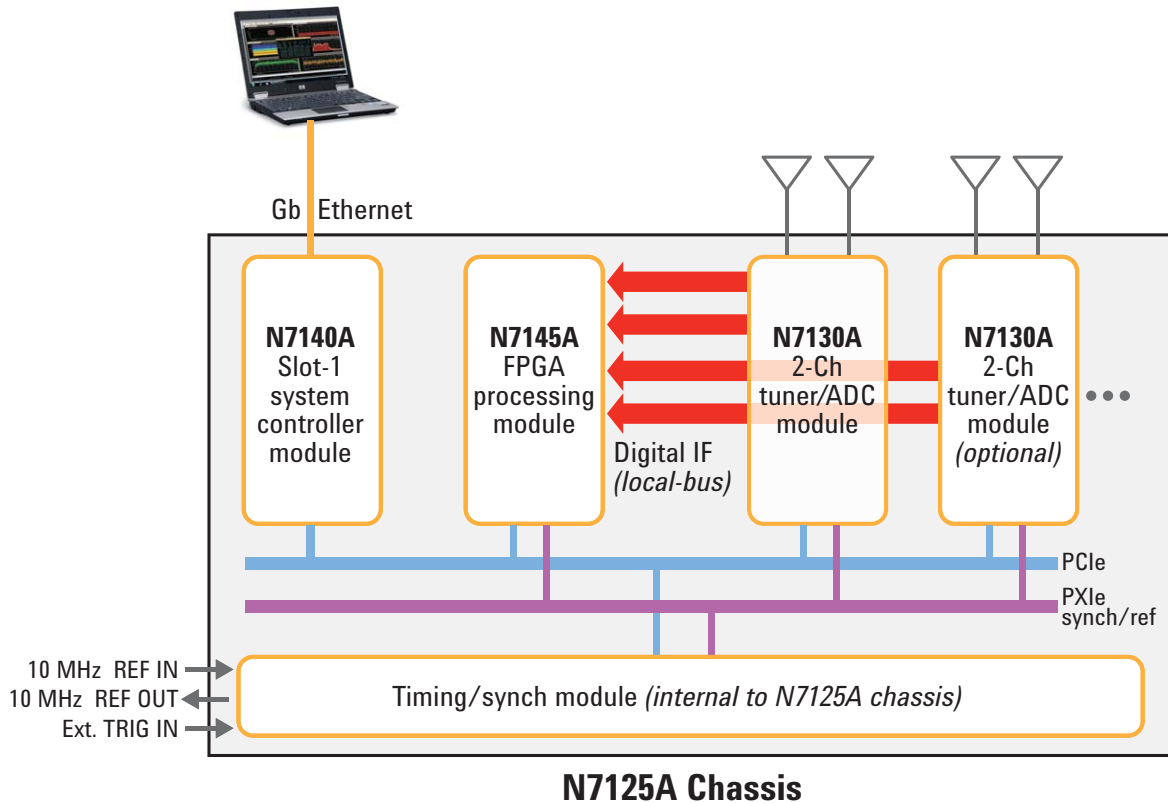 Gb Ethernet
N7140A
Slot-1
system
controller
module
N7145A
FPGA
processing
module
Digital IF
(local-bus)
N7130A
2-Ch
tuner/ADC
module
N7130A
2-Ch
tuner/ADC
module
(optional)
PCIe
PXIe
synch/ref
10 MHz REF IN
10 MHz REF OUT
Ext. TRIG IN
Timing/synch module (internal to N7125A chassis)
N7125A Chassis